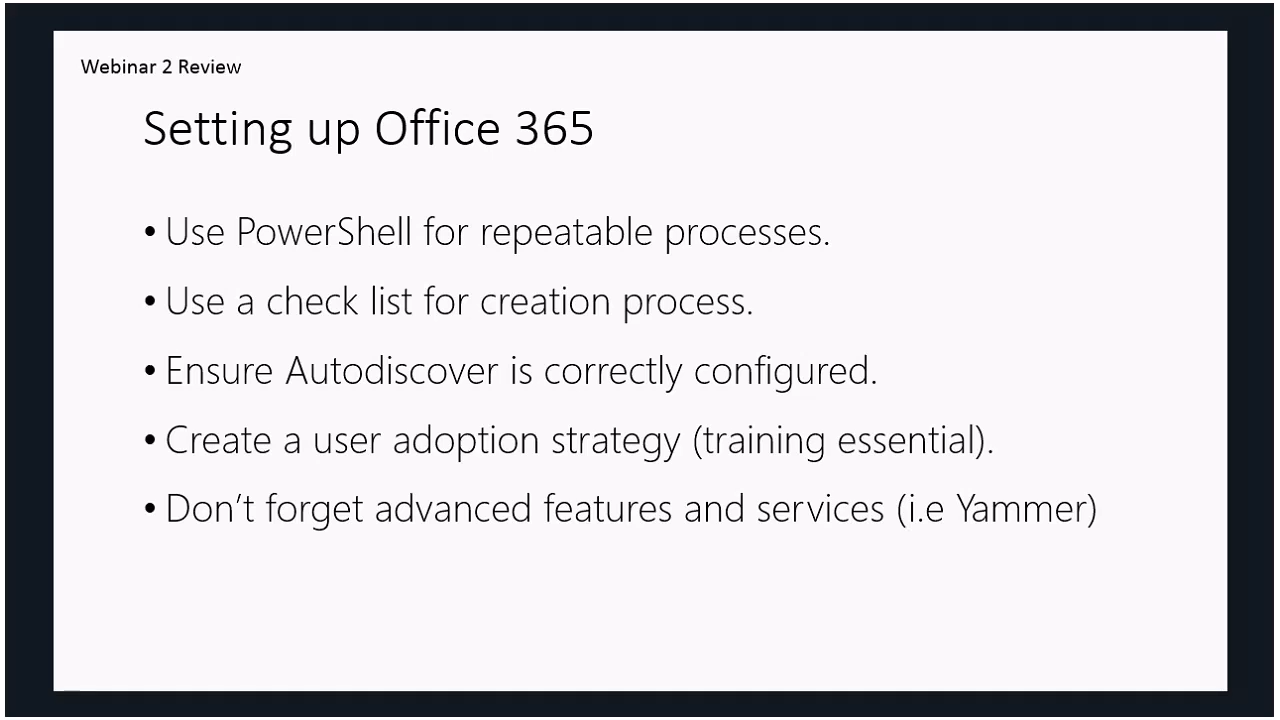 Webinar 2 Review
Setting up Office 365
• Use PowerShell for repeatable processes.
• Use a check list for creation process.
• Ensure Autodiscover is correctly configured.
• Create a user adoption strategy (training essential).
• Don’t forget advanced features and services (i.e Yammer)